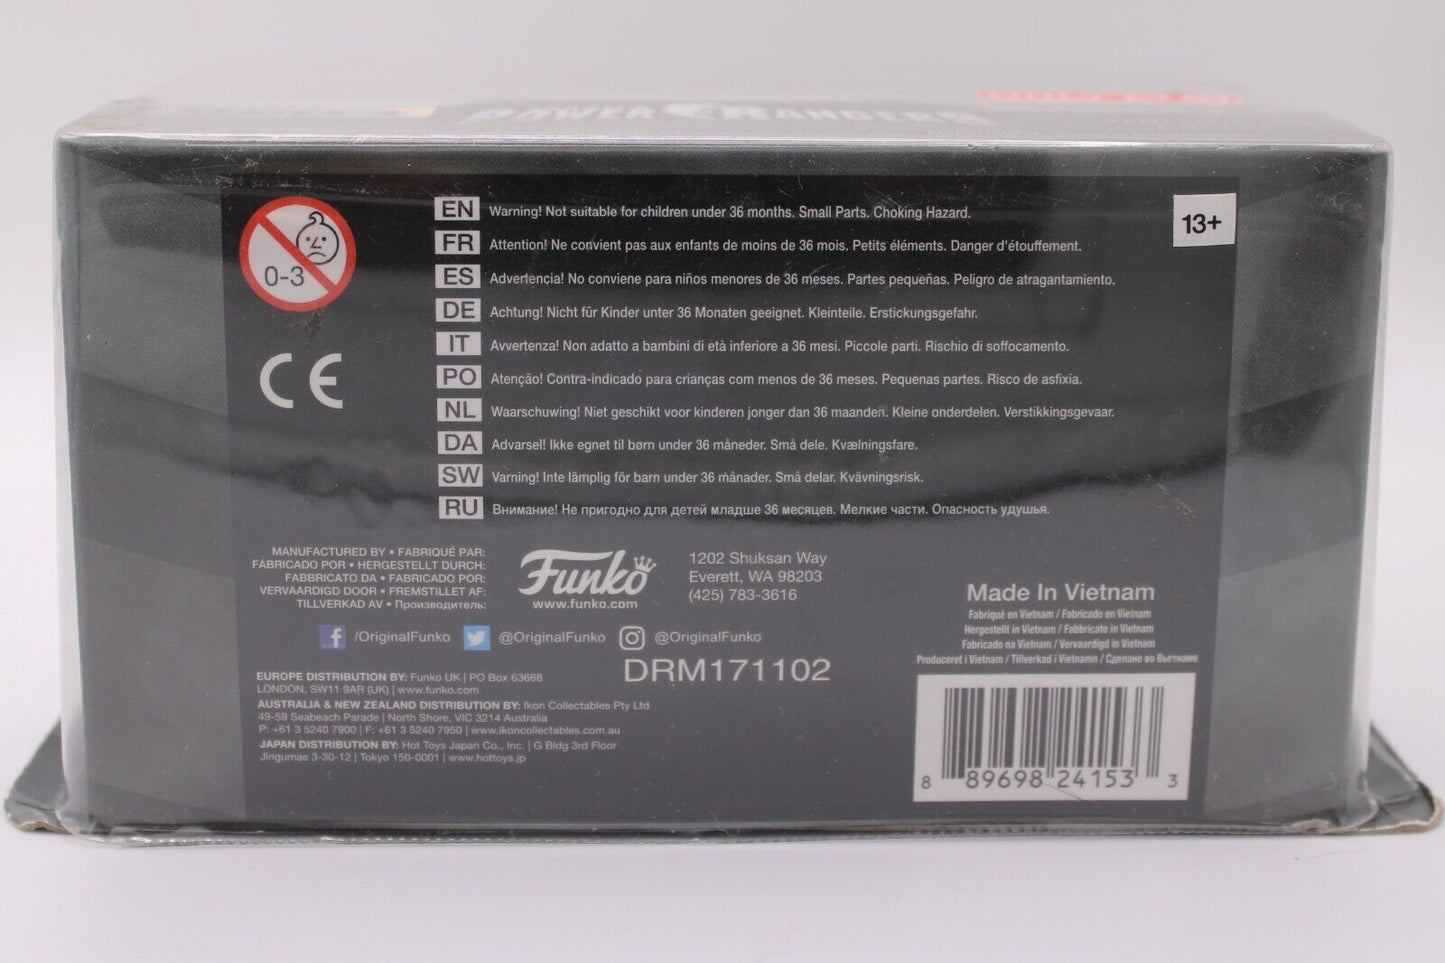 POWER RANGERS
0-3
CE
EN Warning! Not suitable for children under 36 months. Small Parts. Choking Hazard.
FR Attention! Ne convient pas aux enfants de moins de 36 mois. Petits éléments. Danger d'étouffement.
ES Advertencia! No conviene para niños menores de 36 meses. Partes pequeñas. Peligro de atragantamiento.
DE Achtung! Nicht für Kinder unter 36 Monaten geeignet. Kleinteile. Erstickungsgefahr.
IT Avvertenza! Non adatto a bambini di età inferiore a 36 mesi. Piccole parti. Rischio di soffocamento.
PO Atenção! Contra-indicado para crianças com menos de 36 meses. Pequenas partes. Risco de asfixia.
NL Waarschuwing! Niet geschikt voor kinderen jonger dan 36 maanden. Kleine onderdelen. Verstikkingsgevaar.
DA Advarsel! Ikke egnet til børn under 36 måneder. Små dele. Kvælningsfare.
SW Varning! Inte lämplig för barn under 36 månader. Små delar. Kvävningsrisk.
RU Внимание! Не пригодно для детей младше 36 месяцев. Мелкие части. Опасность удушья.
13+
MANUFACTURED BY • FABRIQUÉ PAR:
FABRICADO POR • HERGESTELLT DURCH:
FABBRICATO DA • FABRICADO POR:
VERVAARDIGD DOOR • FREMSTILLET AF:
TILLVERKAD AV • Производитель:
Funko
www.funko.com
1202 Shuksan Way
Everett, WA 98203
(425) 783-3616
/OriginalFunko @OriginalFunko @OriginalFunko
DRM171102
EUROPE DISTRIBUTION BY: Funko UK | PO Box 63668
LONDON, SW11 9AR (UK) | www.funko.com
AUSTRALIA & NEW ZEALAND DISTRIBUTION BY: Ikon Collectables Pty Ltd
49-59 Seabeach Parade | North Shore, VIC 3214 Australia
P: +61 3 5240 7900 | F: +61 3 5240 7950 | www.ikoncollectables.com.au
JAPAN DISTRIBUTION BY: Hot Toys Japan Co., Inc. | G Bldg 3rd Floor
Jingumae 3-30-12 | Tokyo 150-0001 | www.hottoys.jp
Made In Vietnam
Fabriqué en Vietnam / Fabricado en Vietnam
Hergestellt in Vietnam / Fabbricato in Vietnam
Fabricado na Vietnam / Vervaardigd in Vietnam
Produceret i Vietnam / Tillverkad i Vietnamn / Сделано во Вьетнаме
8 89698 24153 3